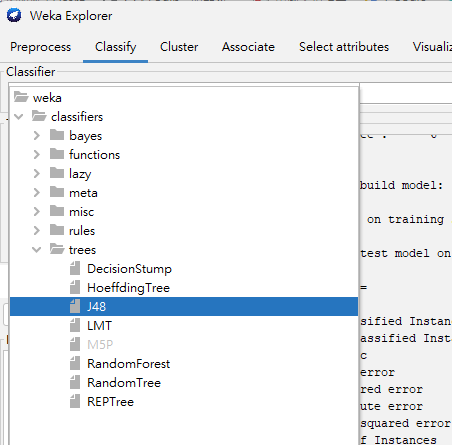 Weka Explorer
Preprocess Classify Cluster Associate Select attributes Visualiz
Classifier
weka
classifiers
bayes
functions
lazy
meta
misc
rules
trees
DecisionStump
HoeffdingTree
J48
LMT
M5P
RandomForest
RandomTree
REPTree
build model:
on training
test model on
=
sified Instan
assified Inst
c
error
red error
ute error
squared error
f Instances